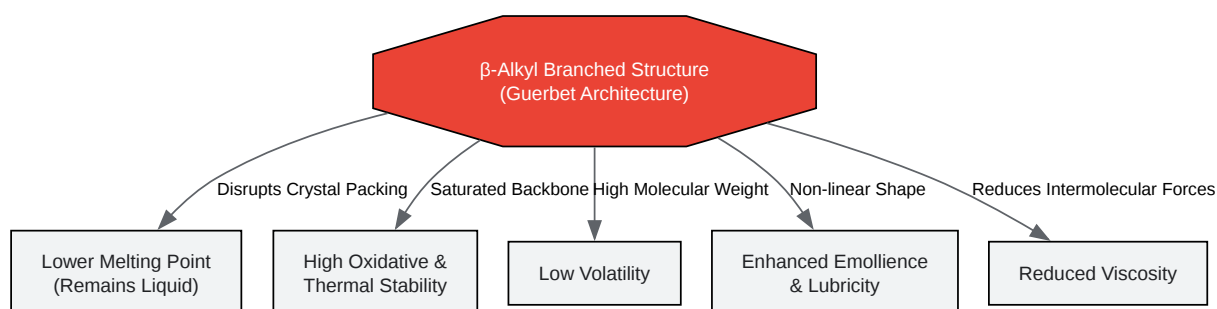 β-Alkyl Branched Structure
(Guerbet Architecture)
Disrupts Crystal Packing
Saturated Backbone
High Molecular Weight
Non-linear Shape
Reduces Intermolecular Forces
Lower Melting Point
(Remains Liquid)
High Oxidative &
Thermal Stability
Low Volatility
Enhanced Emollience
& Lubricity
Reduced Viscosity